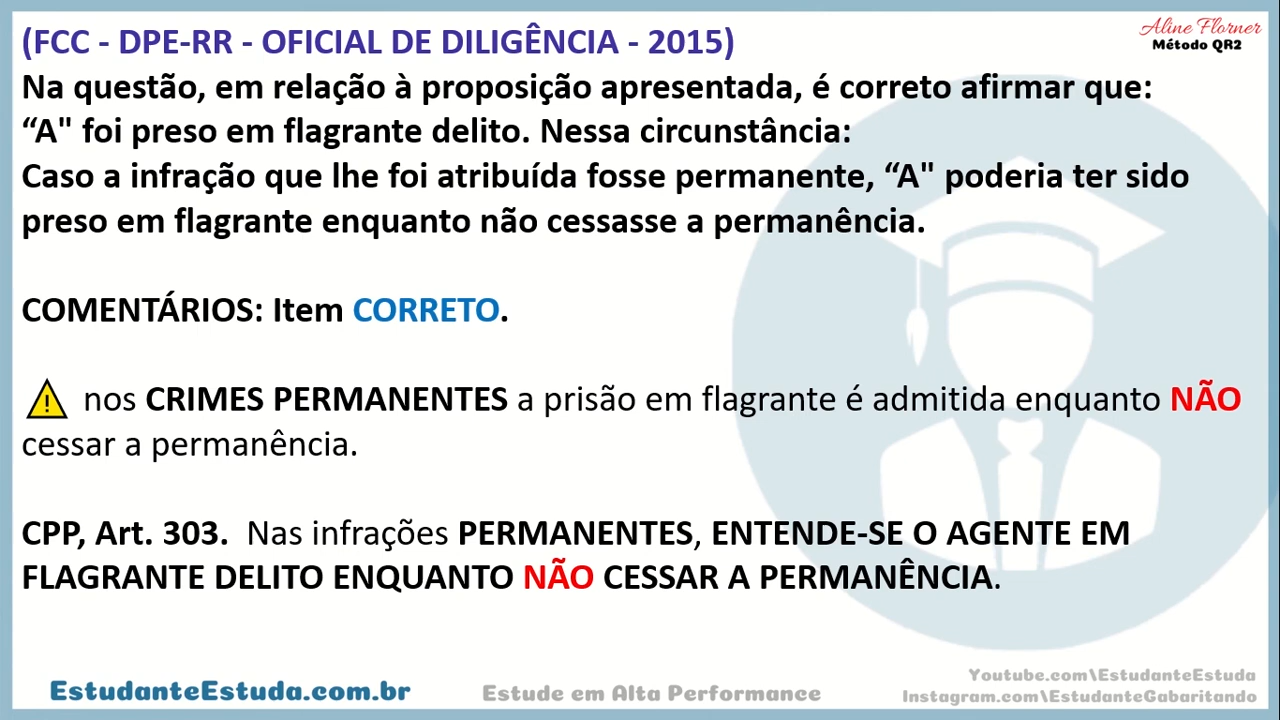 Aline Florner
Método QR2
(FCC - DPE-RR - OFICIAL DE DILIGÊNCIA - 2015)
Na questão, em relação à proposição apresentada, é correto afirmar que:
“A" foi preso em flagrante delito. Nessa circunstância:
Caso a infração que lhe foi atribuída fosse permanente, “A" poderia ter sido
preso em flagrante enquanto não cessasse a permanência.
COMENTÁRIOS: Item CORRETO.
nos CRIMES PERMANENTES a prisão em flagrante é admitida enquanto NÃO
cessar a permanência.
CPP, Art. 303. Nas infrações PERMANENTES, ENTENDE-SE O AGENTE EM
FLAGRANTE DELITO ENQUANTO NÃO CESSAR A PERMANÊNCIA.
EstudanteEstuda.com.br
Estude em Alta Performance
Youtube.com\EstudanteEstuda
Instagram.com\EstudanteGabaritando